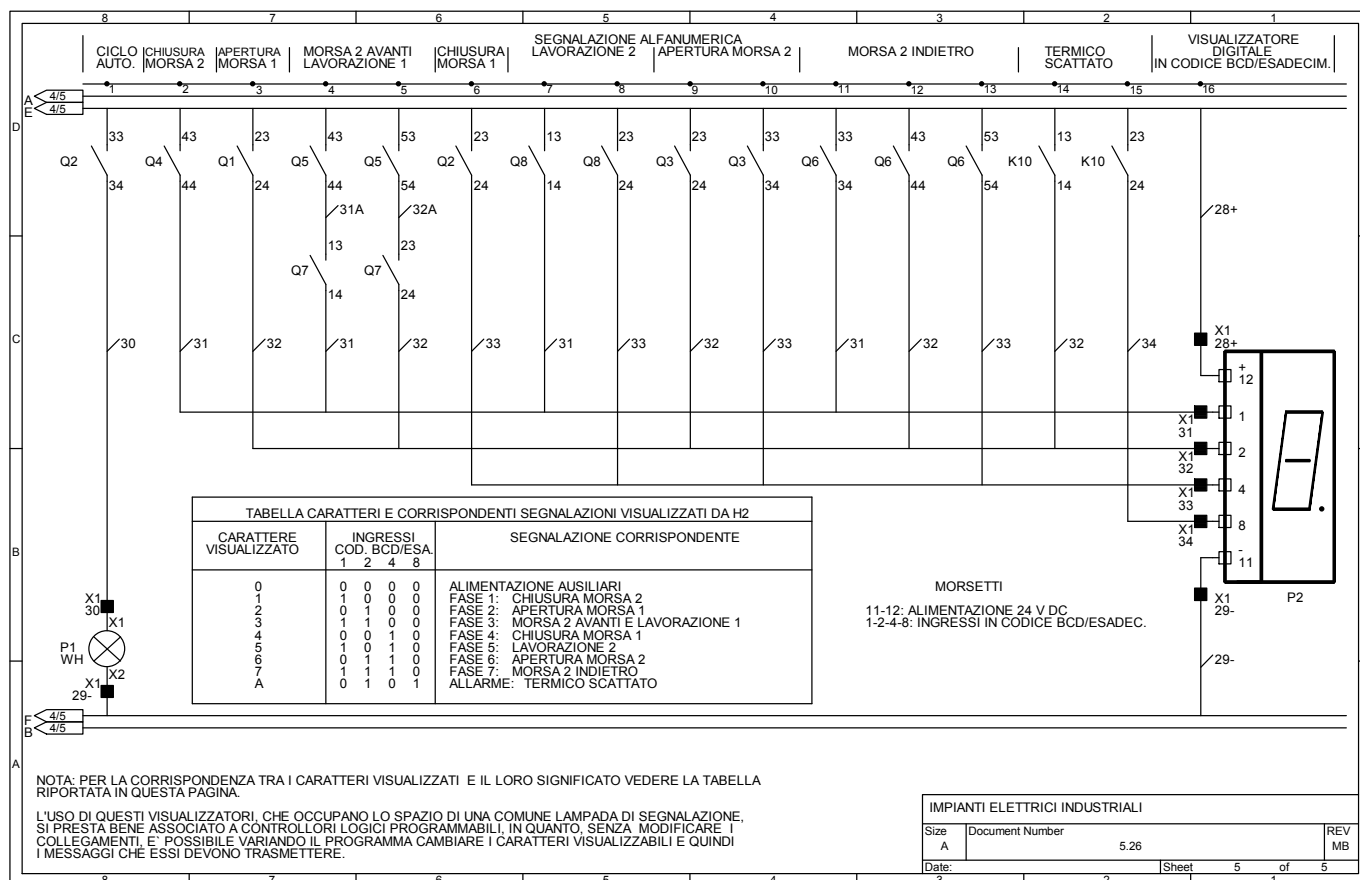 8 7 6 5 4 3 2 1
SEGNALAZIONE ALFANUMERICA
CICLO AUTO.
CHIUSURA MORSA 2
APERTURA MORSA 1
MORSA 2 AVANTI LAVORAZIONE 1
CHIUSURA MORSA 1
LAVORAZIONE 2
APERTURA MORSA 2
MORSA 2 INDIETRO
TERMICO SCATTATO
VISUALIZZATORE
DIGITALE
IN CODICE BCD/ESADECIM.
A 4/5
E 4/5
1 2 3 4 5 6 7 8 9 10 11 12 13 14 15 16
D
33 43 23 43 53 23 13 23 23 33 33 43 53 13 23
Q2 Q4 Q1 Q5 Q5 Q2 Q8 Q8 Q3 Q3 Q6 Q6 Q6 K10 K10
34 44 24 44 54 24 14 24 24 34 34 44 54 14 24
31A 32A 28+
13 23
Q7 Q7
14 24
C
30 31 32 31 32 33 31 33 32 33 31 32 33 32 34
X1
28+
+
12
X1
31
1
X1
32
2
X1
33
4
X1
34
8
-
11
X1
29-
P2
29-
TABELLA CARATTERI E CORRISPONDENTI SEGNALAZIONI VISUALIZZATI DA H2
CARATTERE VISUALIZZATO
INGRESSI
COD. BCD/ESA.
1 2 4 8
SEGNALAZIONE CORRISPONDENTE
0 0 0 0 0 ALIMENTAZIONE AUSILIARI
1 1 0 0 0 FASE 1: CHIUSURA MORSA 2
2 0 1 0 0 FASE 2: APERTURA MORSA 1
3 1 1 0 0 FASE 3: MORSA 2 AVANTI E LAVORAZIONE 1
4 0 0 1 0 FASE 4: CHIUSURA MORSA 1
5 1 0 1 0 FASE 5: LAVORAZIONE 2
6 0 1 1 0 FASE 6: APERTURA MORSA 2
7 1 1 1 0 FASE 7: MORSA 2 INDIETRO
A 0 1 0 1 ALLARME: TERMICO SCATTATO
MORSETTI
11-12: ALIMENTAZIONE 24 V DC
1-2-4-8: INGRESSI IN CODICE BCD/ESADEC.
B
X1
30
X1
P1
WH
X2
X1
29-
F 4/5
B 4/5
A
NOTA: PER LA CORRISPONDENZA TRA I CARATTERI VISUALIZZATI E IL LORO SIGNIFICATO VEDERE LA TABELLA
RIPORTATA IN QUESTA PAGINA.
L'USO DI QUESTI VISUALIZZATORI, CHE OCCUPANO LO SPAZIO DI UNA COMUNE LAMPADA DI SEGNALAZIONE,
SI PRESTA BENE ASSOCIATO A CONTROLLORI LOGICI PROGRAMMABILI, IN QUANTO, SENZA MODIFICARE I
COLLEGAMENTI, E` POSSIBILE VARIANDO IL PROGRAMMA CAMBIARE I CARATTERI VISUALIZZABILI E QUINDI
I MESSAGGI CHE ESSI DEVONO TRASMETTERE.
IMPIANTI ELETTRICI INDUSTRIALI
Size Document Number REV
A 5.26 MB
Date: Sheet 5 of 5
8 7 6 5 4 3 2 1